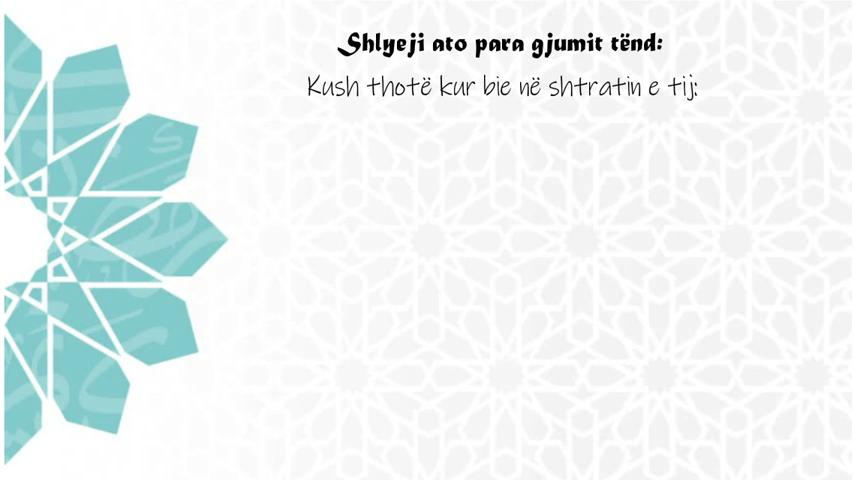 Shlyeji ato para gjumit tënd:
Kush thotë kur bie në shtratin e tij: